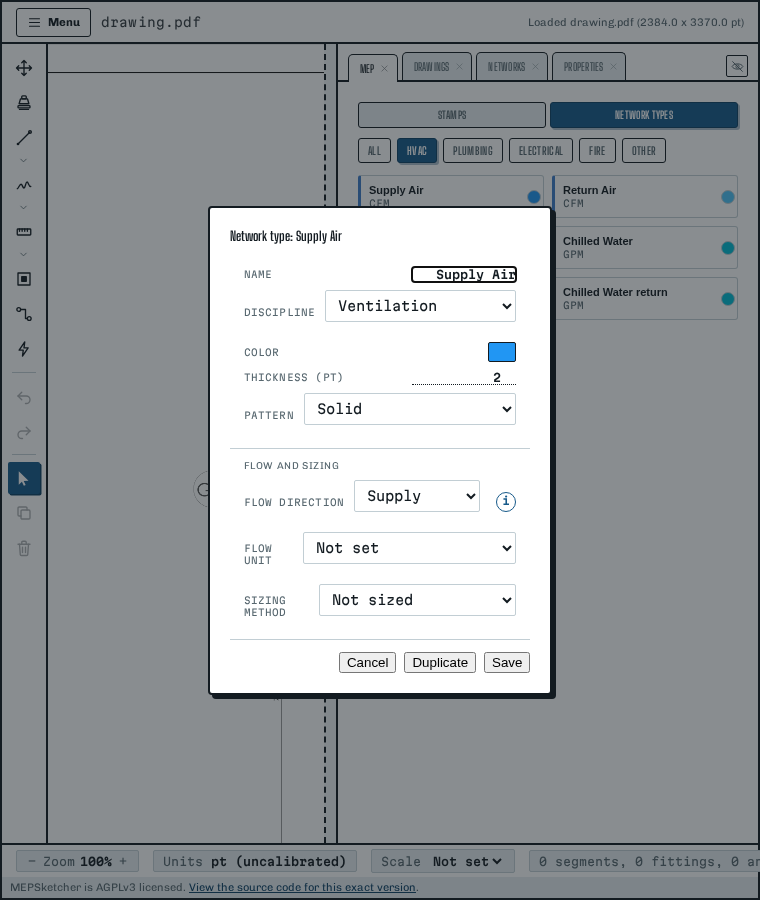 Menu drawing.pdf Loaded drawing.pdf (2384.0 x 3370.0 pt)
MEP DRAWINGS NETWORKS PROPERTIES
STAMPS NETWORK TYPES
ALL HVAC PLUMBING ELECTRICAL FIRE OTHER
Supply Air Return Air
CFM CFM
Chilled Water
GPM
Chilled Water return
GPM
Network type: Supply Air
NAME Supply Air
DISCIPLINE Ventilation
COLOR
THICKNESS (PT) 2
PATTERN Solid
FLOW AND SIZING
FLOW DIRECTION Supply i
FLOW UNIT Not set
SIZING METHOD Not sized
Cancel Duplicate Save
− Zoom 100% + Units pt (uncalibrated) Scale Not set 0 segments, 0 fittings, 0
MEPSketcher is AGPLv3 licensed. View the source code for this exact version.